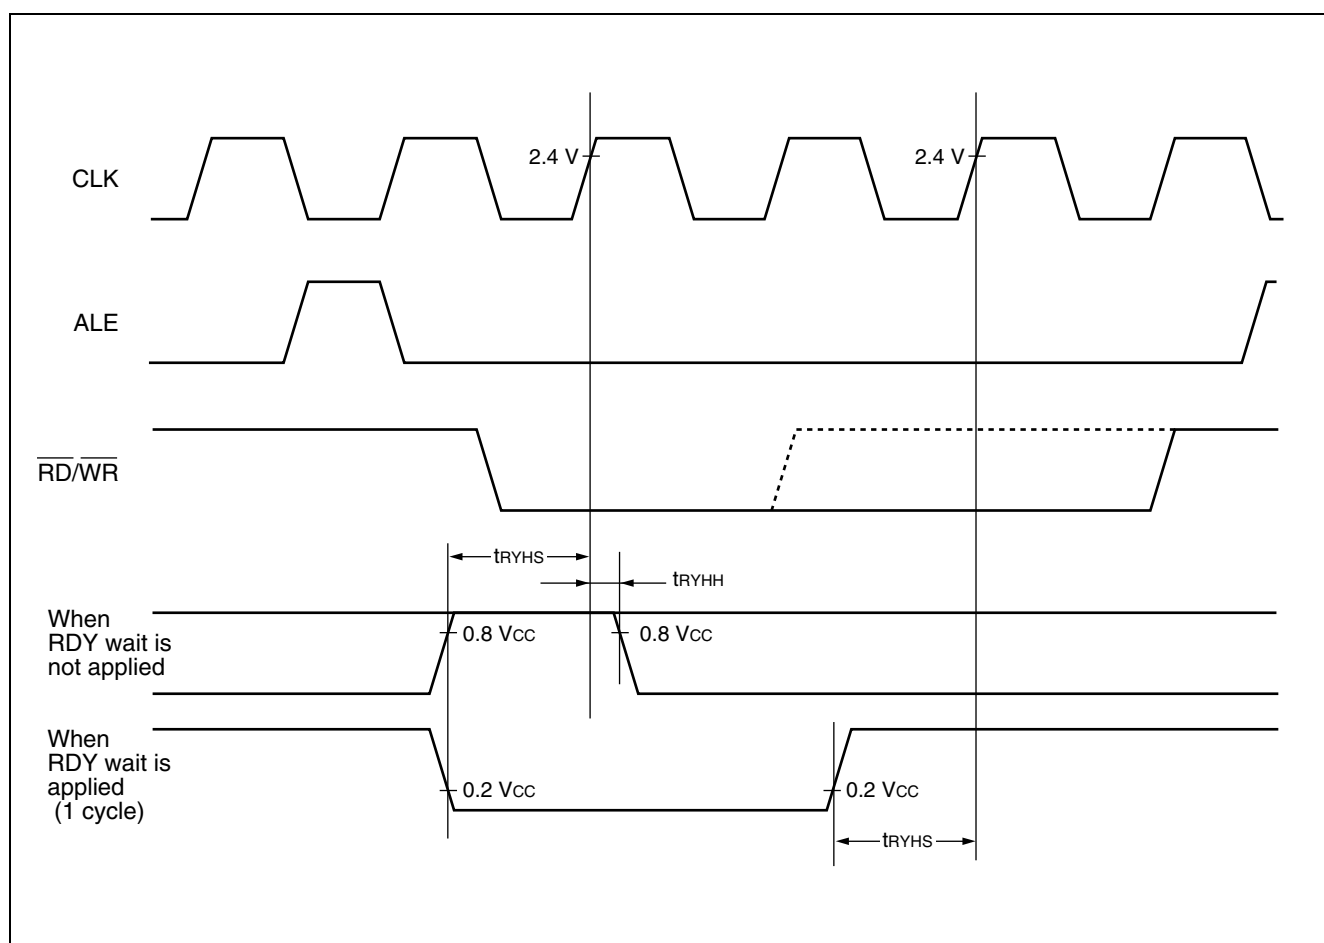 2.4 V
2.4 V
CLK
ALE
RD/WR
tRYHS
tRYHH
When
RDY wait is
not applied
0.8 VCC
0.8 VCC
When
RDY wait is
applied
(1 cycle)
0.2 VCC
0.2 VCC
tRYHS